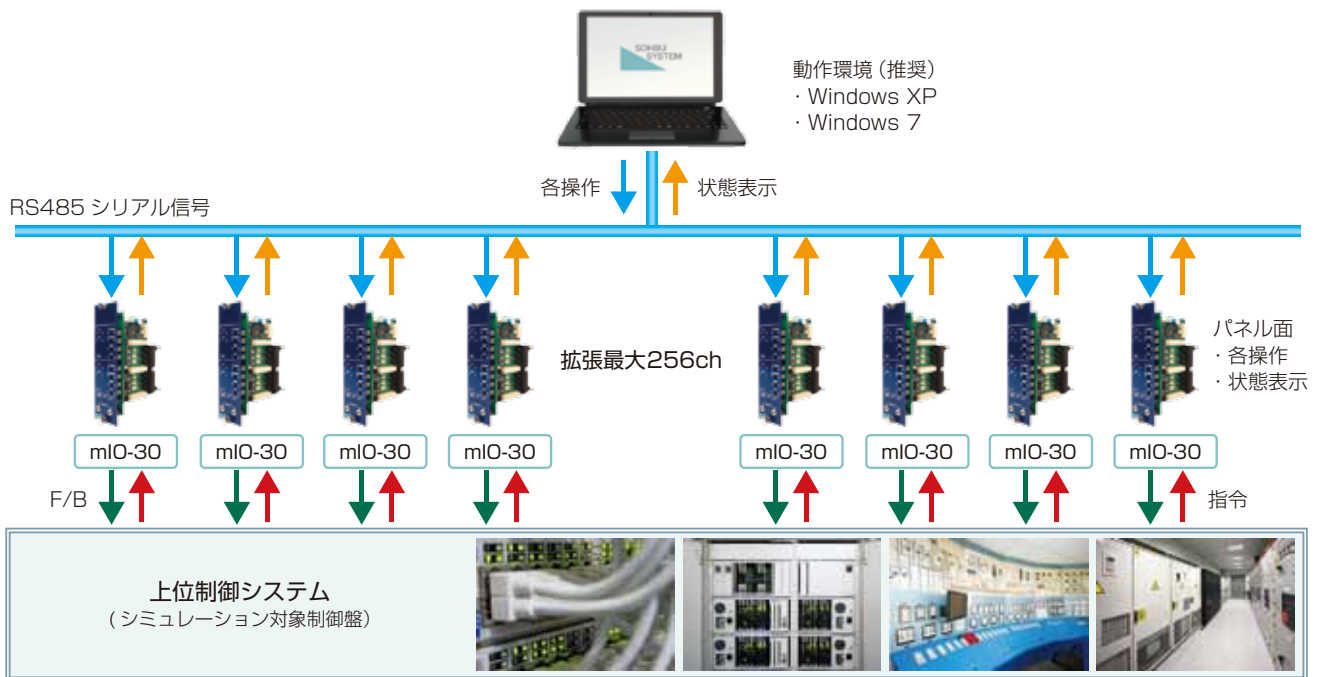 SOHBU
SYSTEM
動作環境（推奨）
・Windows XP
・Windows 7
各操作
状態表示
RS485 シリアル信号
拡張最大256ch
パネル面
・各操作
・状態表示
mIO-30
mIO-30
mIO-30
mIO-30
mIO-30
mIO-30
mIO-30
mIO-30
F/B
指令
上位制御システム
(シミュレーション対象制御盤)